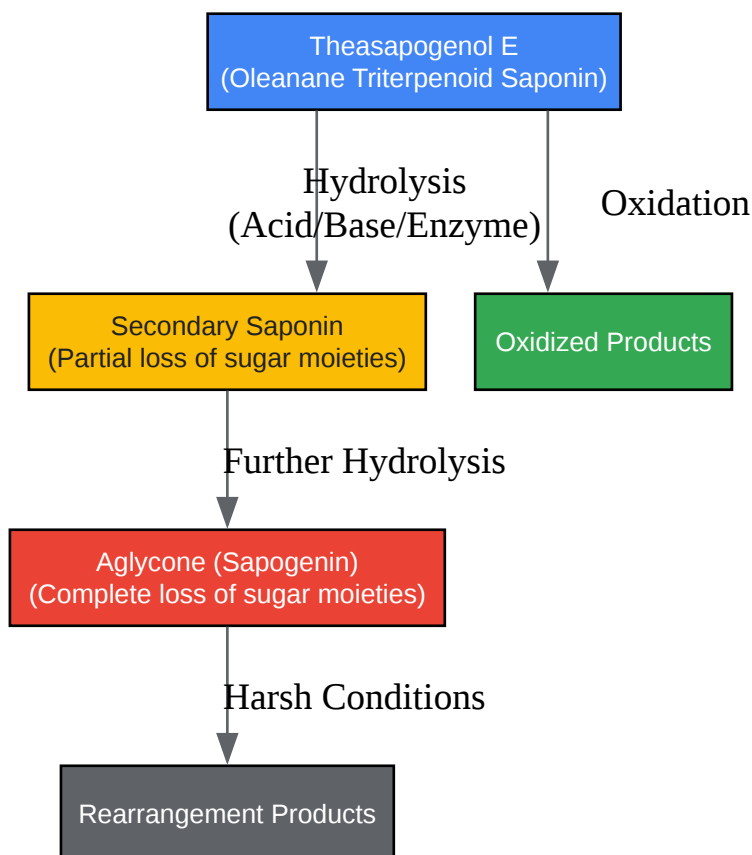 Theasapogenol E
(Oleanane Triterpenoid Saponin)
Hydrolysis
(Acid/Base/Enzyme)
Oxidation
Secondary Saponin
(Partial loss of sugar moieties)
Oxidized Products
Further Hydrolysis
Aglycone (Sapogenin)
(Complete loss of sugar moieties)
Harsh Conditions
Rearrangement Products